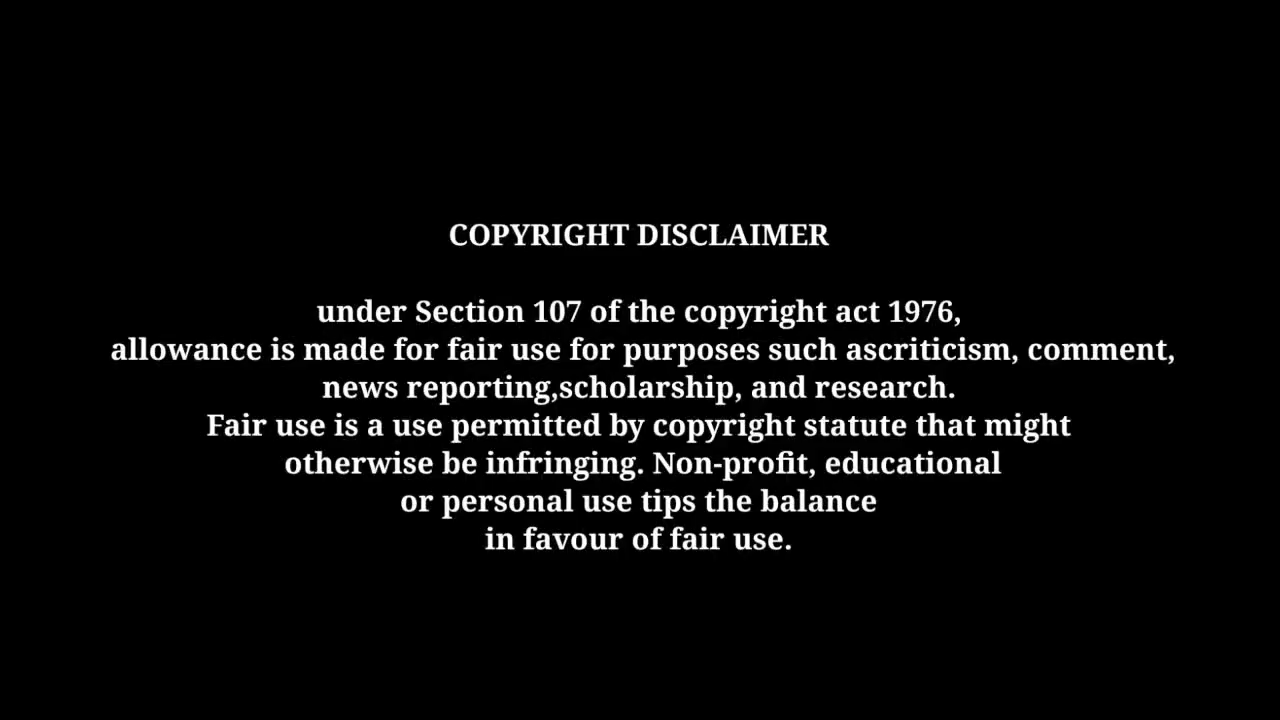 COPYRIGHT DISCLAIMER
under Section 107 of the copyright act 1976,
allowance is made for fair use for purposes such ascriticism, comment,
news reporting,scholarship, and research.
Fair use is a use permitted by copyright statute that might
otherwise be infringing. Non-profit, educational
or personal use tips the balance
in favour of fair use.